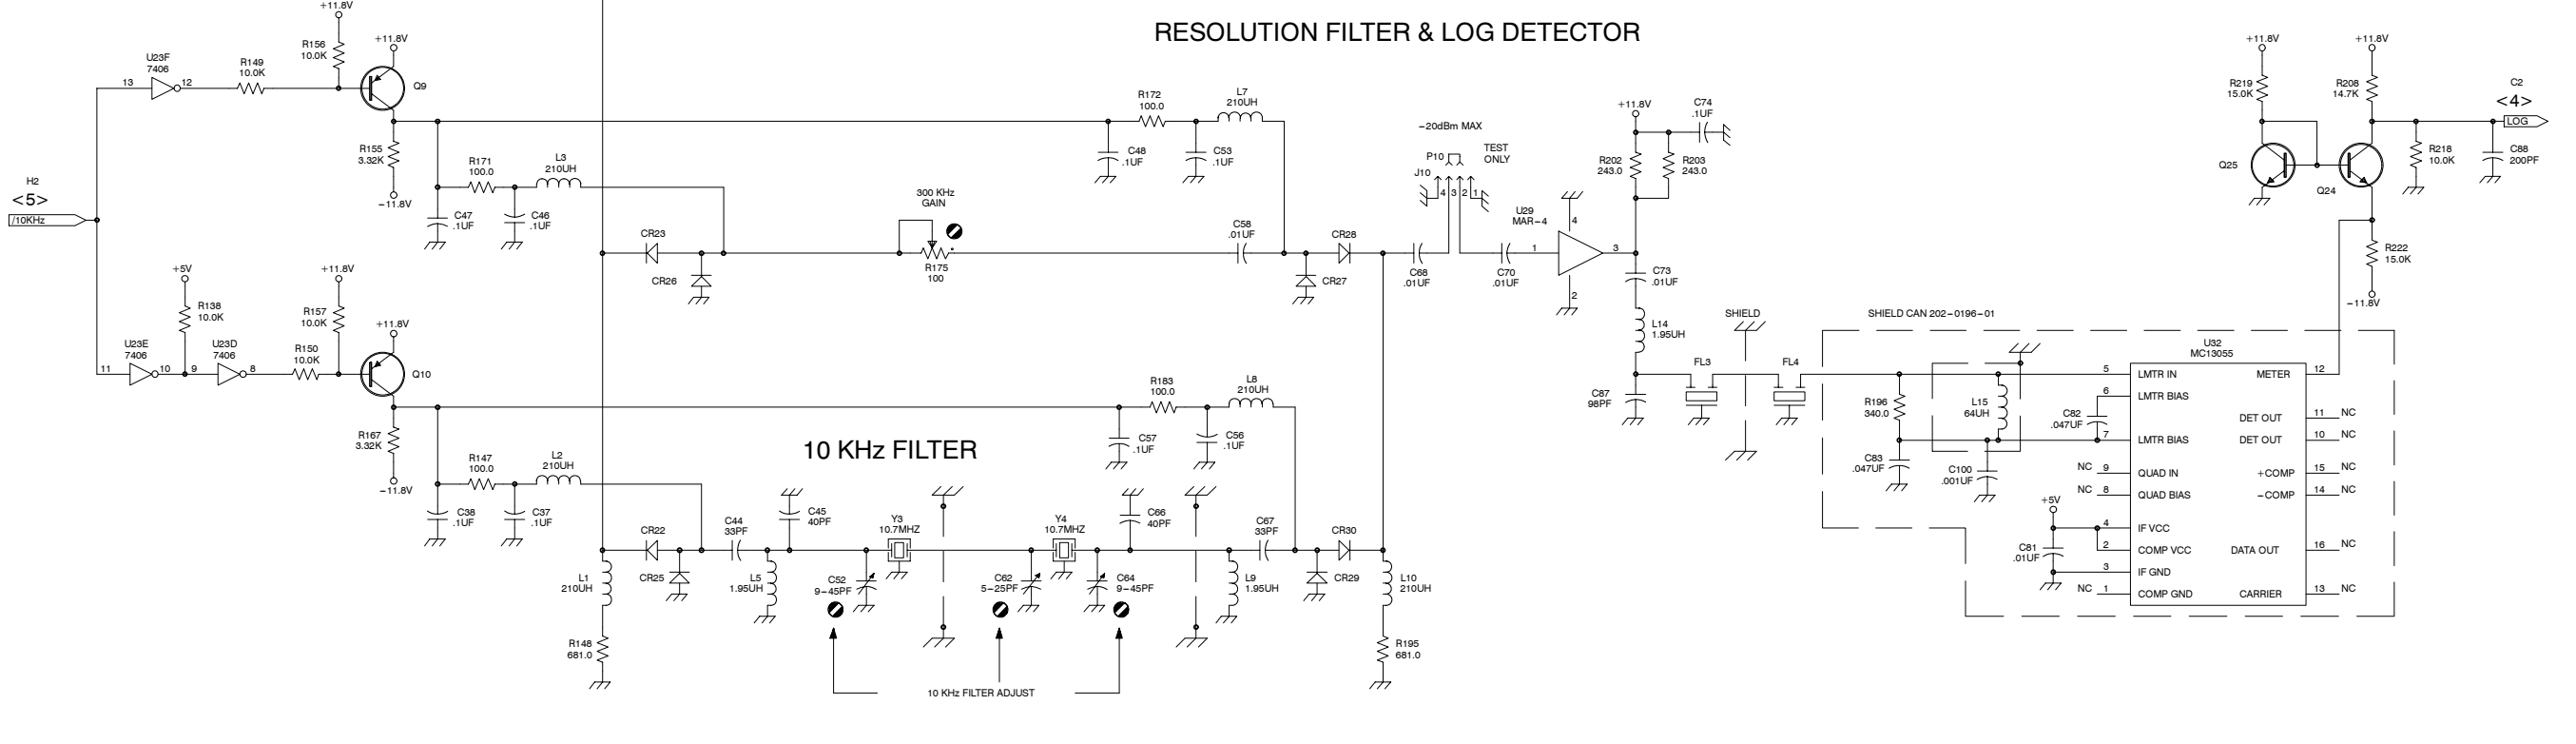 RESOLUTION FILTER & LOG DETECTOR
+11.8V
R156
10.0K
+11.8V
U23F
7406
13
12
R149
10.0K
Q9
R155
3.32K
-11.8V
R171
100.0
L3
210UH
C47
.1UF
C46
.1UF
H2
<5>
/10KHz
R172
100.0
L7
210UH
C48
.1UF
C53
.1UF
300 KHz
GAIN
CR23
CR26
R175
100
C58
.01UF
CR28
CR27
-20dBm MAX
P10
J10
TEST
ONLY
4
3
2
1
C68
.01UF
C70
.01UF
U29
MAR-4
1
4
3
2
+11.8V
C74
.1UF
R202
243.0
R203
243.0
C73
.01UF
L14
1.95UH
C87
98PF
FL3
SHIELD
FL4
+11.8V
R219
15.0K
+11.8V
R208
14.7K
C2
<4>
LOG
Q25
Q24
R218
10.0K
C88
200PF
R222
15.0K
-11.8V
+5V
R138
10.0K
U23E
7406
11
10
9
U23D
7406
8
+11.8V
R157
10.0K
R150
10.0K
+11.8V
Q10
R167
3.32K
-11.8V
R147
100.0
L2
210UH
C38
.1UF
C37
.1UF
R183
100.0
L8
210UH
C57
.1UF
C56
.1UF
10 KHz FILTER
CR22
CR25
C44
33PF
C45
40PF
L1
210UH
L5
1.95UH
C52
9-45PF
Y3
10.7MHZ
C62
5-25PF
Y4
10.7MHZ
C64
9-45PF
C66
40PF
L9
1.95UH
C67
33PF
CR30
CR29
L10
210UH
R148
681.0
R195
681.0
10 KHz FILTER ADJUST
SHIELD CAN 202-0196-01
U32
MC13055
R196
340.0
L15
64UH
C83
.047UF
C100
.001UF
C82
.047UF
+5V
C81
.01UF
5 LMTR IN METER 12
6 LMTR BIAS
DET OUT 11 NC
7 LMTR BIAS DET OUT 10 NC
NC 9 QUAD IN +COMP 15 NC
NC 8 QUAD BIAS -COMP 14 NC
4 IF VCC
2 COMP VCC DATA OUT 16 NC
3 IF GND
NC 1 COMP GND CARRIER 13 NC